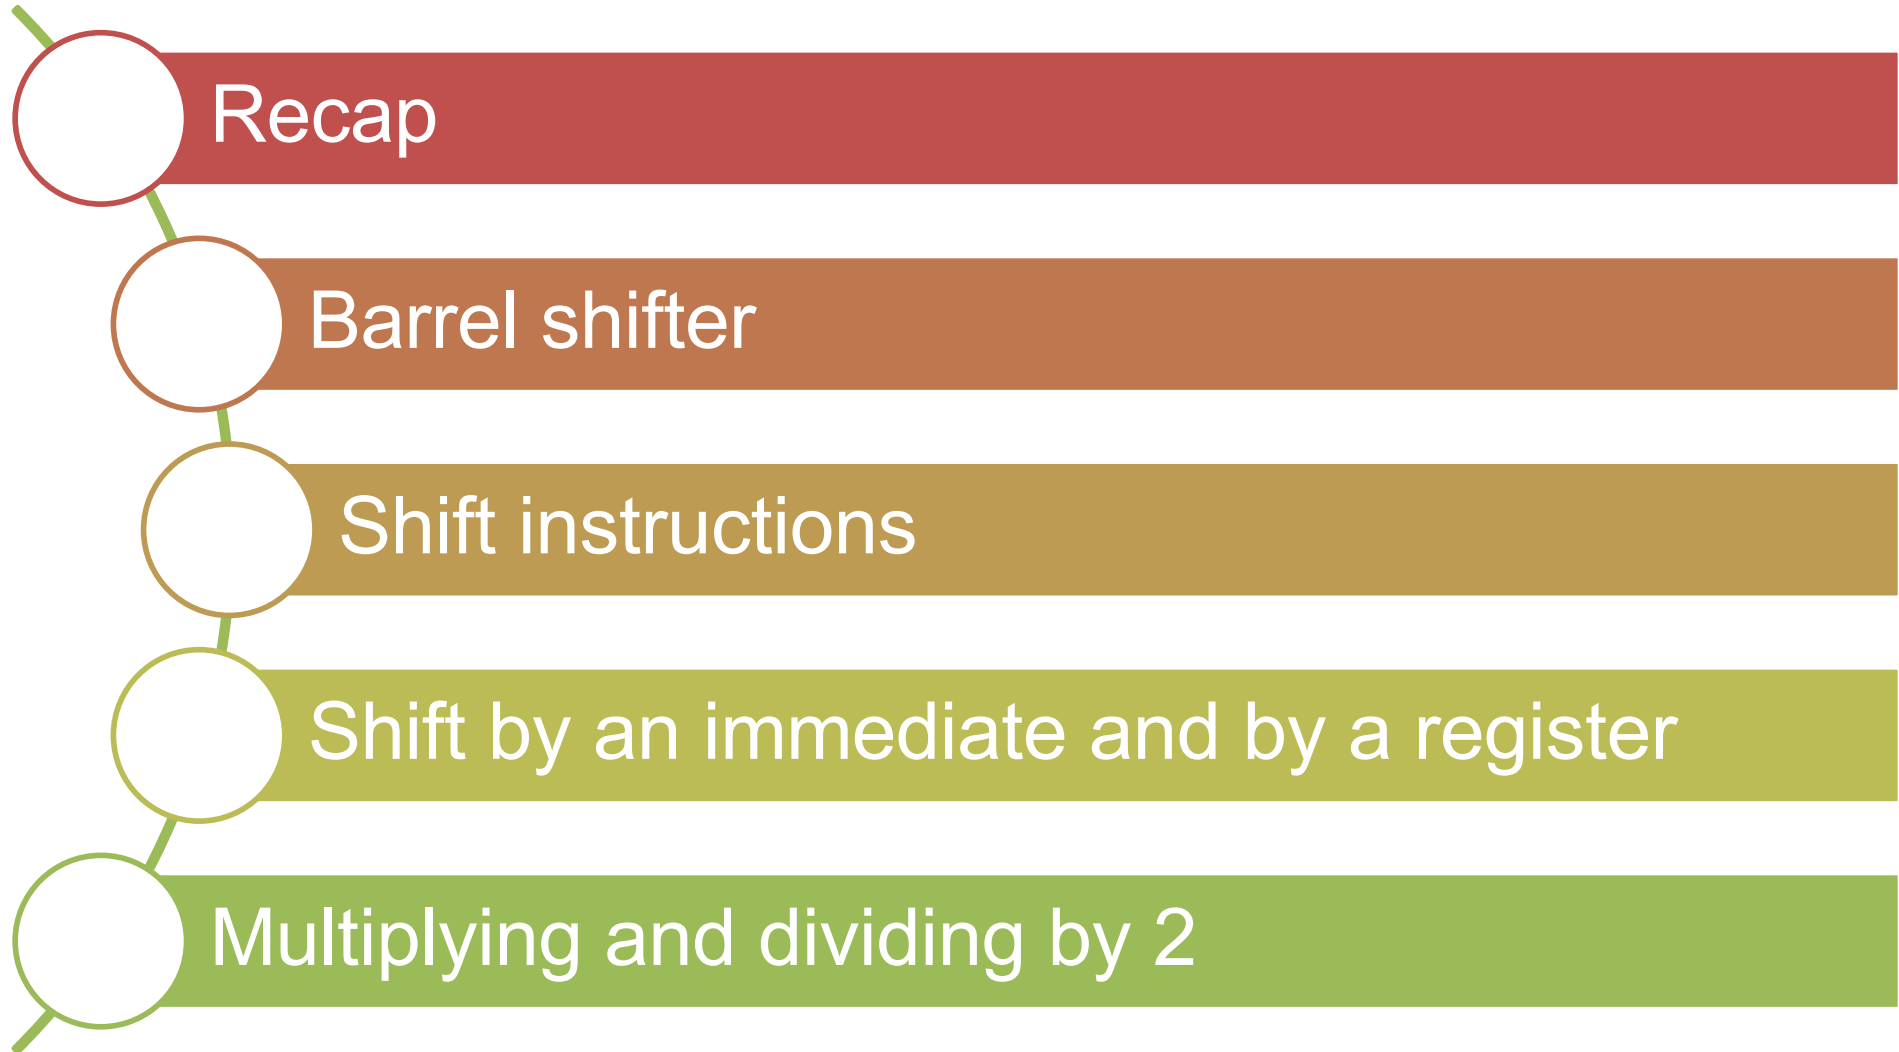 Recap
Barrel shifter
Shift instructions
Shift by an immediate and by a register
Multiplying and dividing by 2